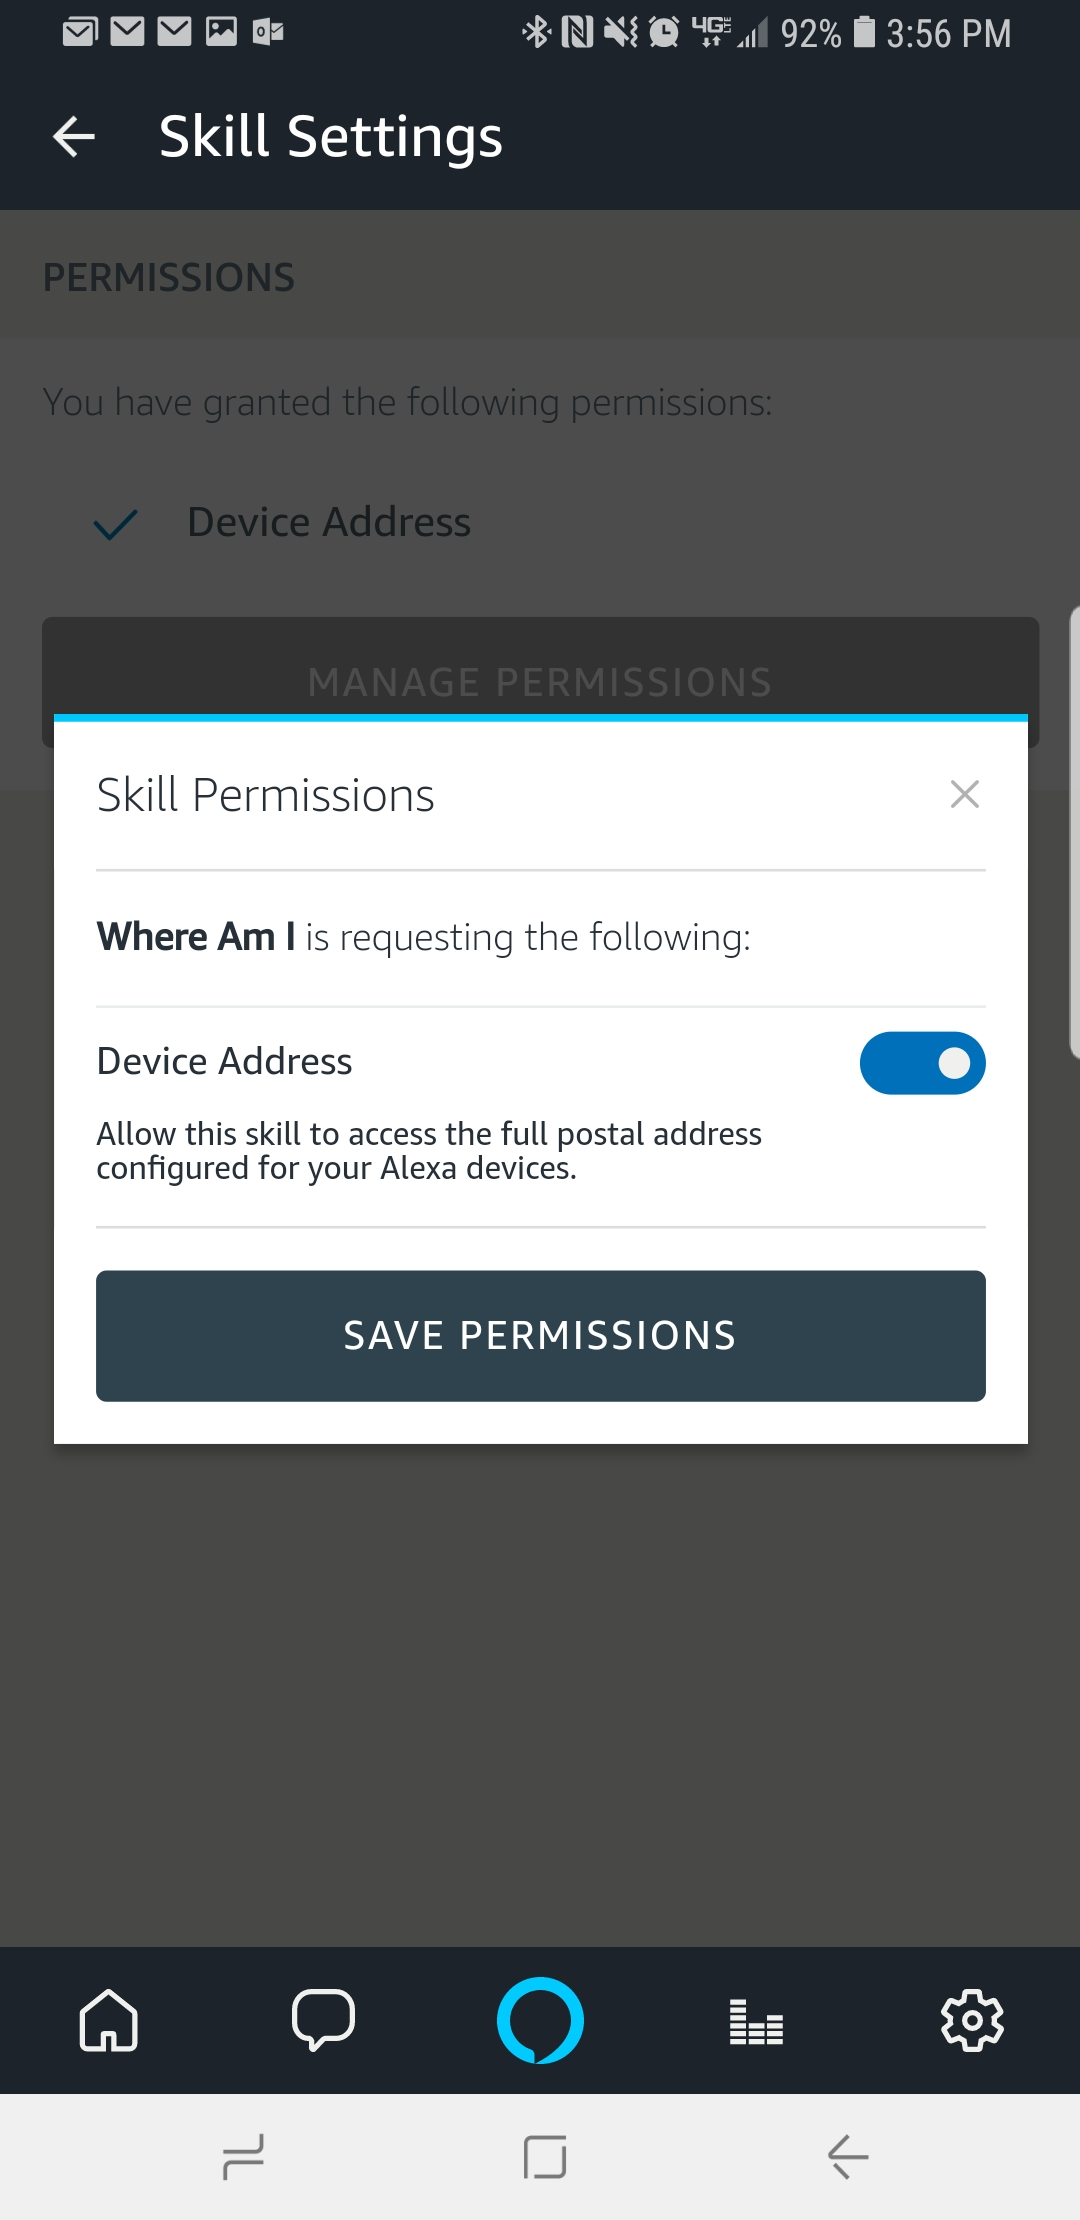 92% 3:56 PM
Skill Settings
PERMISSIONS
You have granted the following permissions:
Device Address
MANAGE PERMISSIONS
Skill Permissions
Where Am I is requesting the following:
Device Address
Allow this skill to access the full postal address
configured for your Alexa devices.
SAVE PERMISSIONS